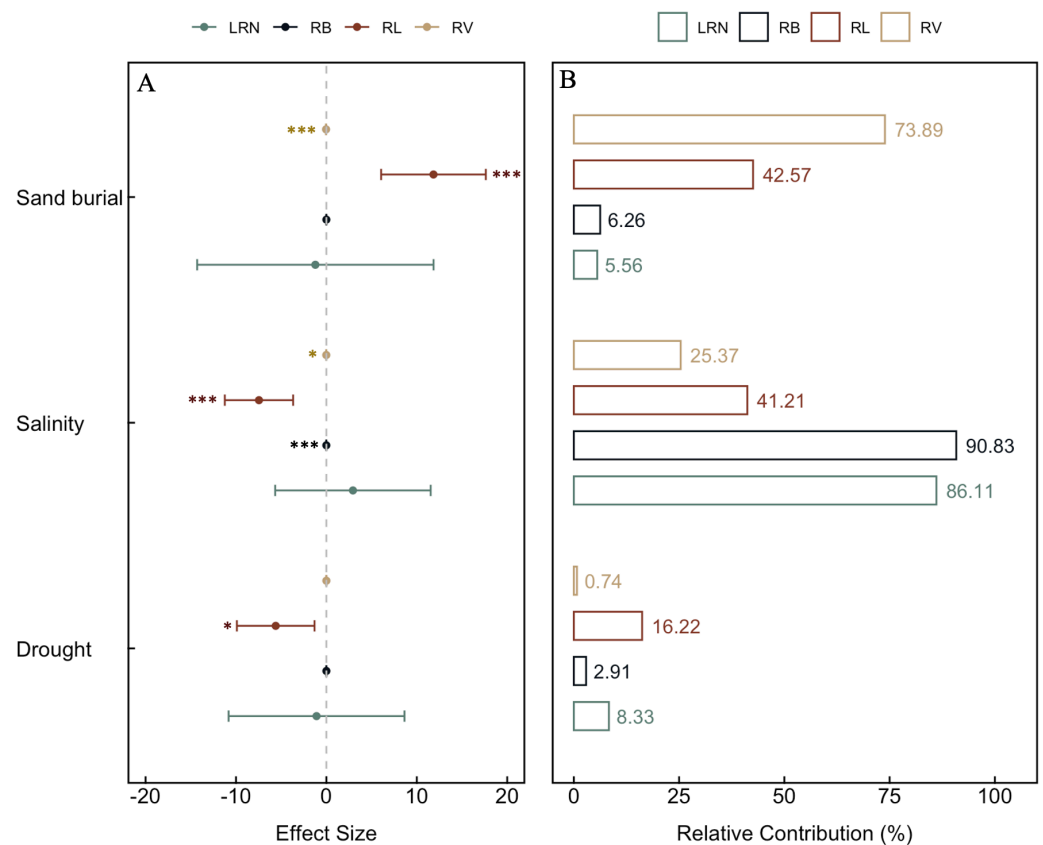 LRN RB RL RV
LRN RB RL RV
A
B
***
73.89
***
42.57
Sand burial
6.26
5.56
*
25.37
***
41.21
Salinity
***
90.83
86.11
0.74
*
16.22
Drought
2.91
8.33
-20 -10 0 10 20
0 25 50 75 100
Effect Size
Relative Contribution (%)